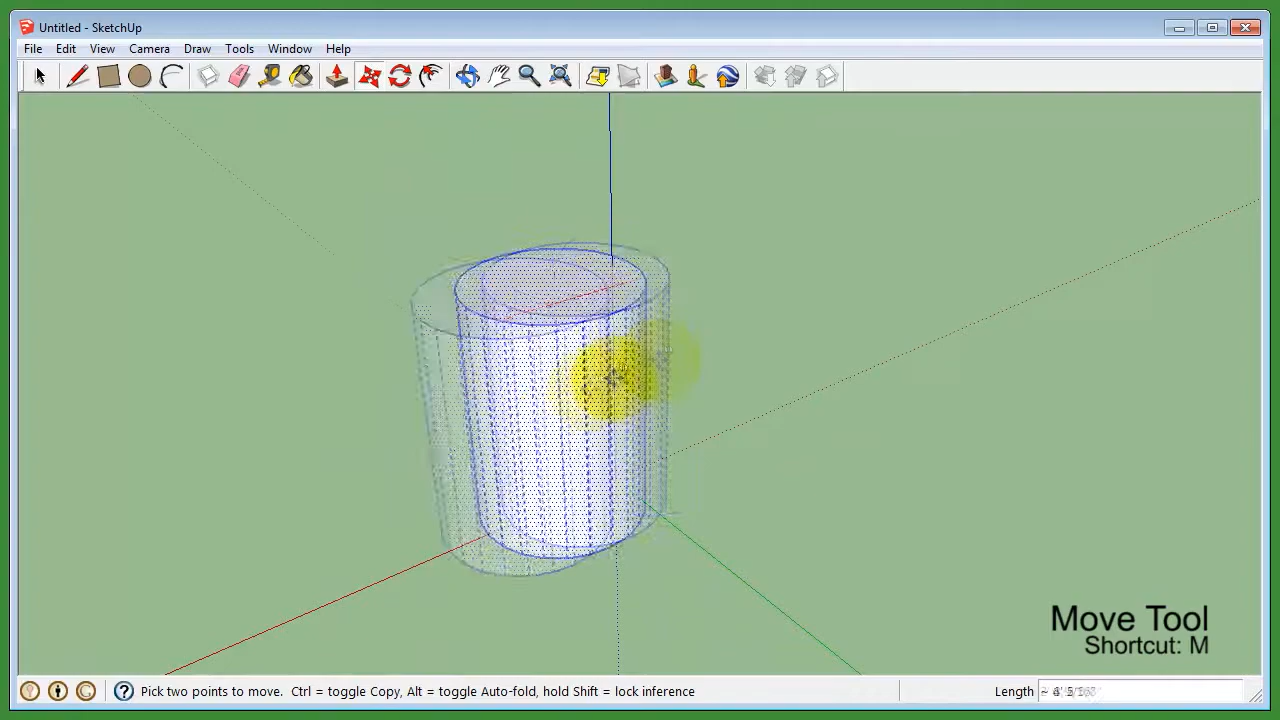 Untitled - SketchUp
File Edit View Camera Draw Tools Window Help
Move Tool
Shortcut: M
Pick two points to move. Ctrl = toggle Copy, Alt = toggle Auto-fold, hold Shift = lock inference
Length